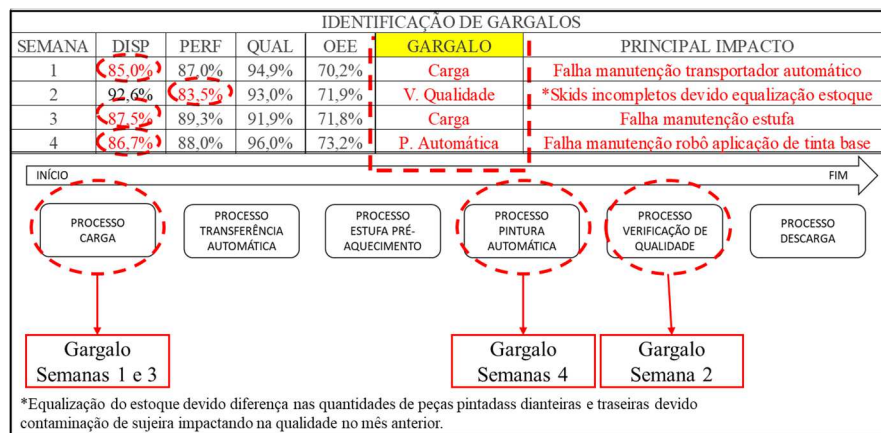 IDENTIFICAÇÃO DE GARGALOS
SEMANA DISP PERF QUAL OEE GARGALO PRINCIPAL IMPACTO
1 85,0% 87,0% 94,9% 70,2% Carga Falha manutenção transportador automático
2 92,6% 83,5% 93,0% 71,9% V. Qualidade *Skids incompletos devido equalização estoque
3 87,5% 89,3% 91,9% 71,8% Carga Falha manutenção estufa
4 86,7% 88,0% 96,0% 73,2% P. Automática Falha manutenção robô aplicação de tinta base
INÍCIO FIM
PROCESSO
CARGA
PROCESSO
TRANSFERÊNCIA
AUTOMÁTICA
PROCESSO
ESTUFA PRÉ-
AQUECIMENTO
PROCESSO
PINTURA
AUTOMÁTICA
PROCESSO
VERIFICAÇÃO DE
QUALIDADE
PROCESSO
DESCARGA
Gargalo
Semanas 1 e 3
Gargalo
Semanas 4
Gargalo
Semana 2
*Equalização do estoque devido diferença nas quantidades de peças pintadass dianteiras e traseiras devido
contaminação de sujeira impactando na qualidade no mês anterior.